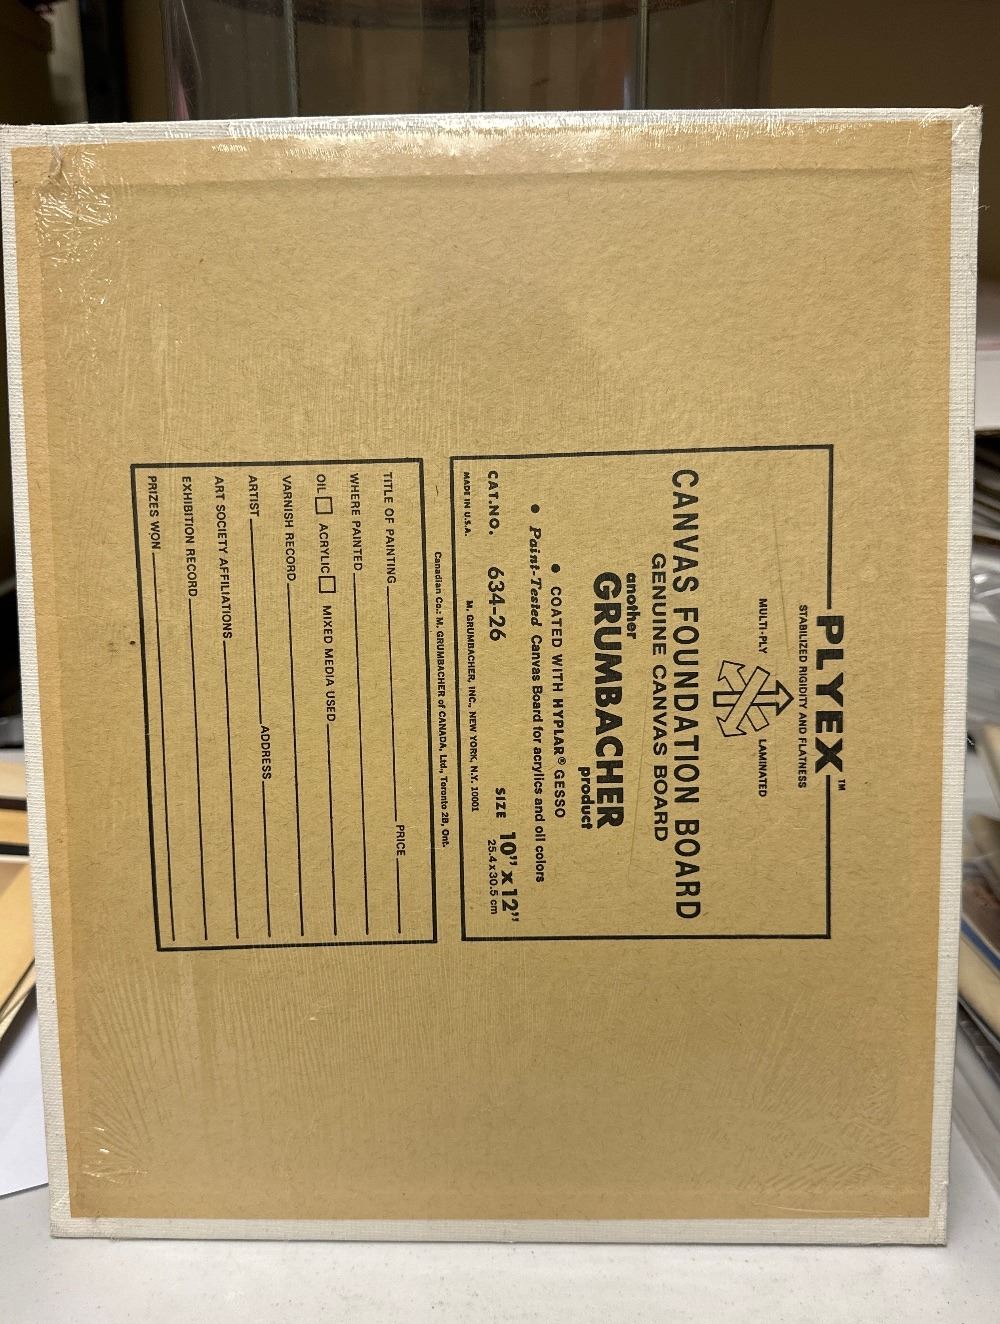 PLYEX™
STABILIZED RIGIDITY AND FLATNESS
MULTI-PLY LAMINATED
CANVAS FOUNDATION BOARD
GENUINE CANVAS BOARD
another
GRUMBACHER
product
• COATED WITH HYPLAR® GESSO
• Paint-Tested Canvas Board for acrylics and oil colors
CAT.NO. 634-26 SIZE 10" x 12"
25.4 x 30.5 cm
MADE IN U.S.A. M. GRUMBACHER, INC., NEW YORK, N.Y. 10001
Canadian Co.: M. GRUMBACHER of CANADA, Ltd., Toronto 2B, Ont.
TITLE OF PAINTING PRICE
WHERE PAINTED
OIL ACRYLIC MIXED MEDIA USED
VARNISH RECORD
ARTIST ADDRESS
ART SOCIETY AFFILIATIONS
EXHIBITION RECORD
PRIZES WON